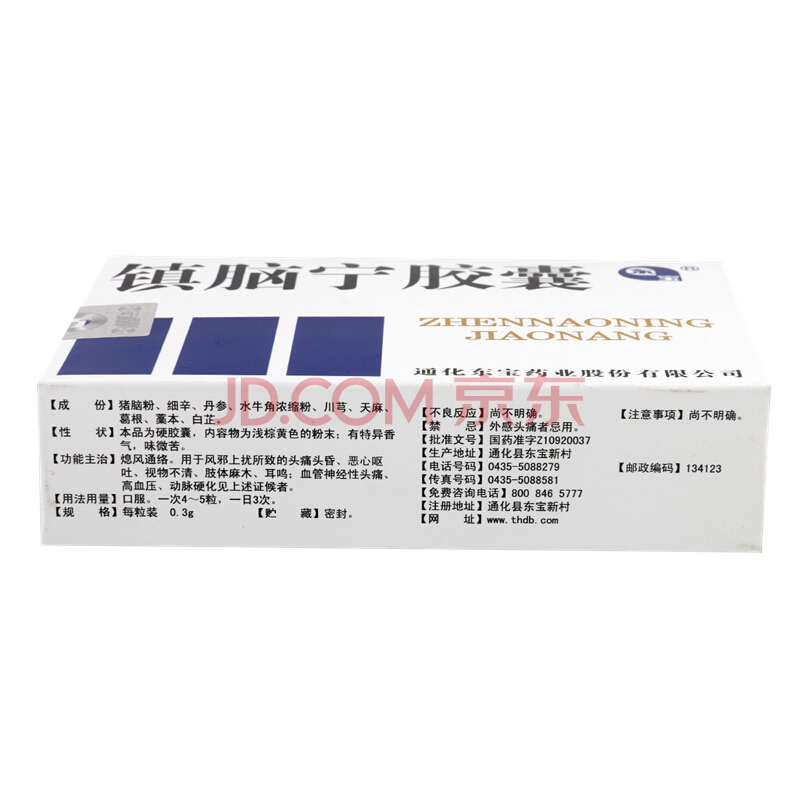 镇脑宁胶囊
东宝
ZHENNAONING
JIAONANG
通化东宝药业股份有限公司
JD.COM 京东
【成　份】猪脑粉、细辛、丹参、水牛角浓缩粉、川芎、天麻、
葛根、藁本、白芷。
【性　状】本品为硬胶囊，内容物为浅棕黄色的粉末；有特异香
气，味微苦。
【功能主治】熄风通络。用于风邪上扰所致的头痛头昏、恶心呕
吐、视物不清、肢体麻木、耳鸣；血管神经性头痛、
高血压、动脉硬化见上述证候者。
【用法用量】口服。一次4～5粒，一日3次。
【规　格】每粒装 0.3g 【贮　藏】密封。
【不良反应】尚不明确。 【注意事项】尚不明确。
【禁　忌】外感头痛者忌用。
【批准文号】国药准字Z10920037
【生产地址】通化县东宝新村
【电话号码】0435-5088279 【邮政编码】134123
【传真号码】0435-5088581
【免费咨询电话】800 846 5777
【注册地址】通化县东宝新村
【网　址】www.thdb.com